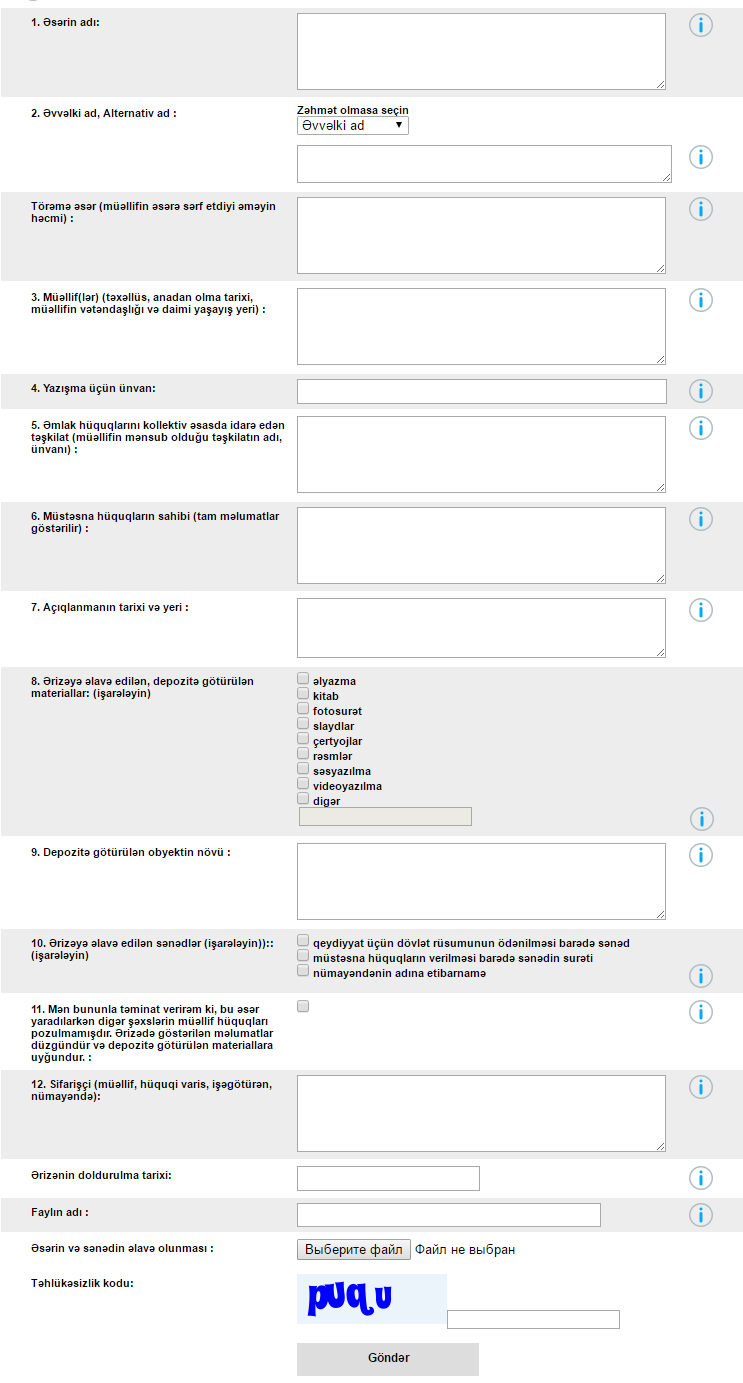 1. Əsərin adı:
2. Əvvəlki ad, Alternativ ad :
Zəhmət olmasa seçin
Əvvəlki ad
Törəmə əsər (müəllifin əsərə sərf etdiyi əməyin
həcmi) :
3. Müəllif(lər) (təxəllüs, anadan olma tarixi,
müəllifin vətəndaşlığı və daimi yaşayış yeri) :
4. Yazışma üçün ünvan:
5. Əmlak hüquqlarını kollektiv əsasda idarə edən
təşkilat (müəllifin mənsub olduğu təşkilatın adı,
ünvanı) :
6. Müstəsna hüquqların sahibi (tam məlumatlar
göstərilir) :
7. Açıqlanmanın tarixi və yeri :
8. Ərizəyə əlavə edilən, depozitə götürülən
materiallar: (işarələyin)
əlyazma
kitab
fotosurət
slaydlar
çertyojlar
rəsmlər
səsyazılma
videoyazılma
digər
9. Depozitə götürülən obyektin növü :
10. Ərizəyə əlavə edilən sənədlər (işarələyin))::
(işarələyin)
qeydiyyat üçün dövlət rüsumunun ödənilməsi barədə sənəd
müstəsna hüquqların verilməsi barədə sənədin surəti
nümayəndənin adına etibarnamə
11. Mən bununla təminat verirəm ki, bu əsər
yaradılarkən digər şəxslərin müəllif hüquqları
pozulmamışdır. Ərizədə göstərilən məlumatlar
düzgündür və depozitə götürülən materiallara
uyğundur. :
12. Sifarişçi (müəllif, hüquqi varis, işəgötürən,
nümayəndə):
Ərizənin doldurulma tarixi:
Faylın adı :
Əsərin və sənədin əlavə olunması :
Выберите файл Файл не выбран
Təhlükəsizlik kodu:
puqu
Göndər